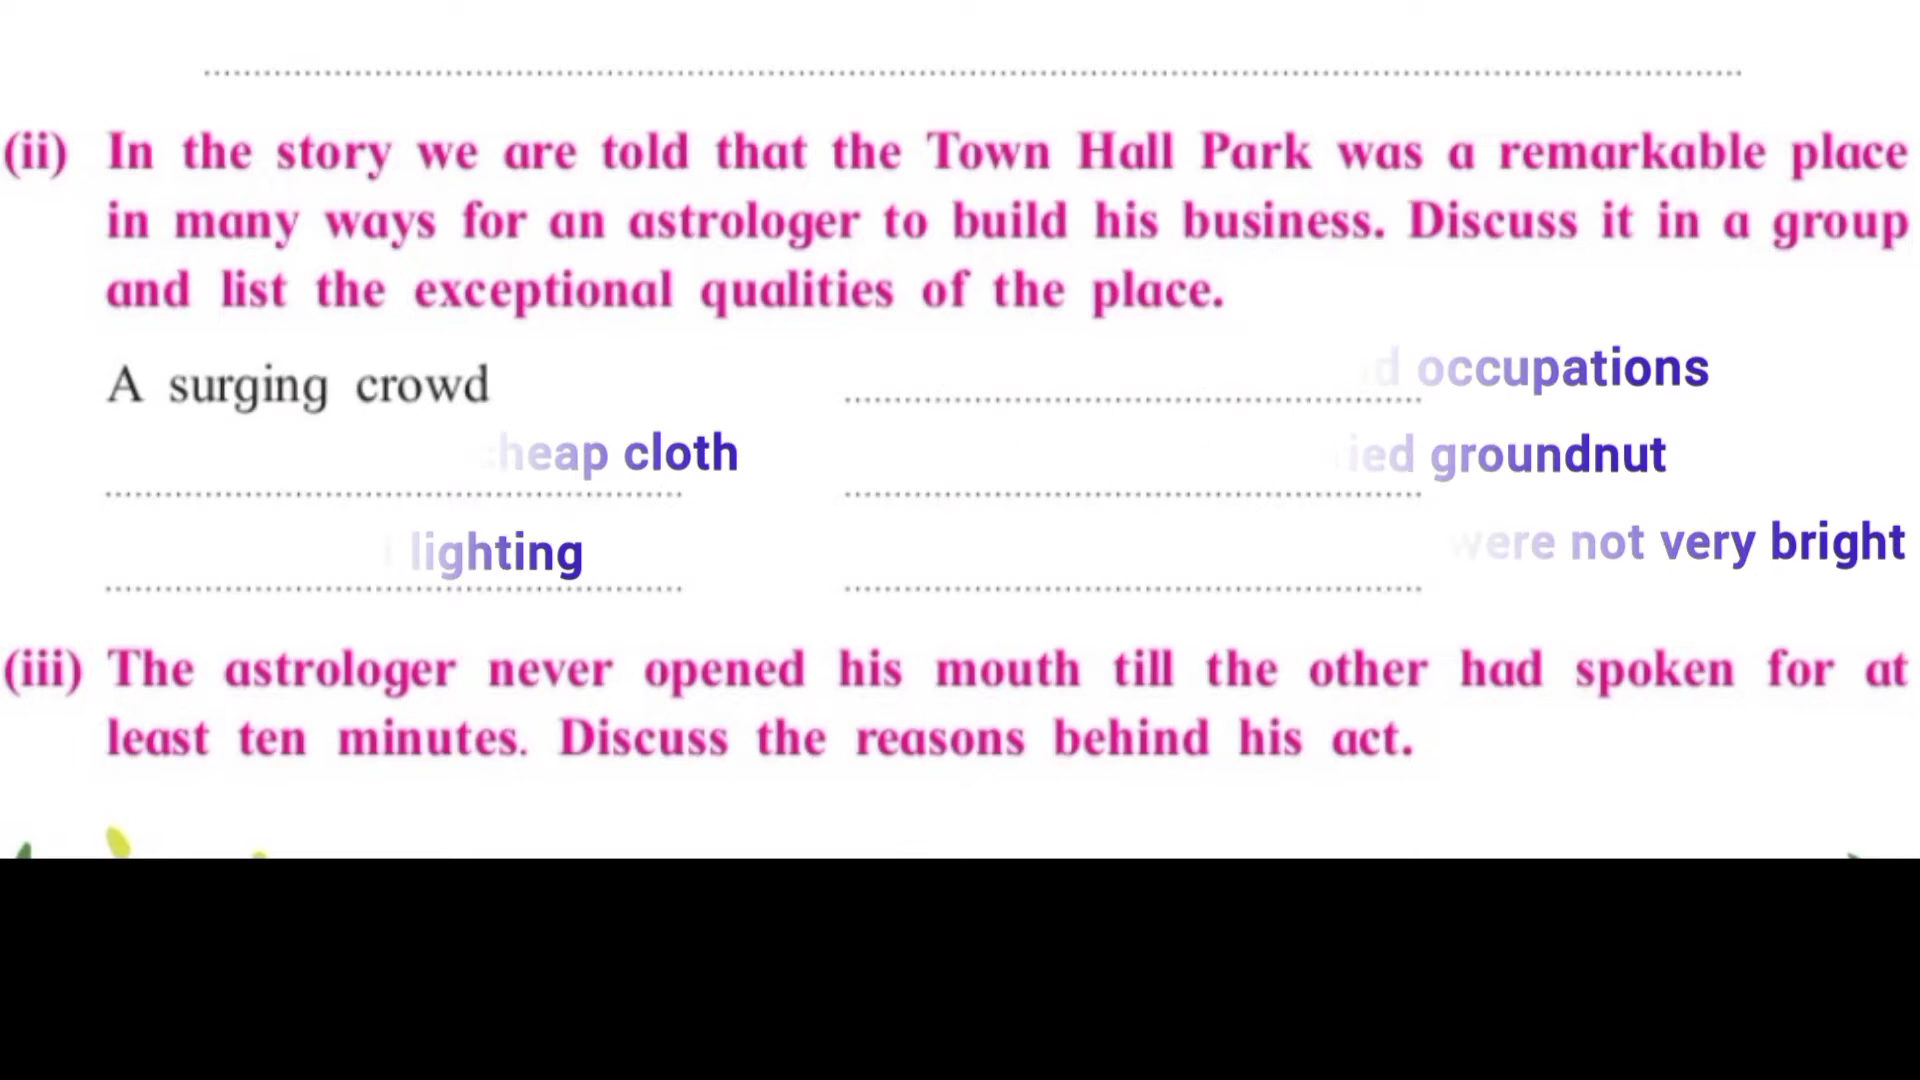 (ii) In the story we are told that the Town Hall Park was a remarkable place
in many ways for an astrologer to build his business. Discuss it in a group
and list the exceptional qualities of the place.
A surging crowd occupations
cheap cloth groundnut
lighting were not very bright
(iii) The astrologer never opened his mouth till the other had spoken for at
least ten minutes. Discuss the reasons behind his act.